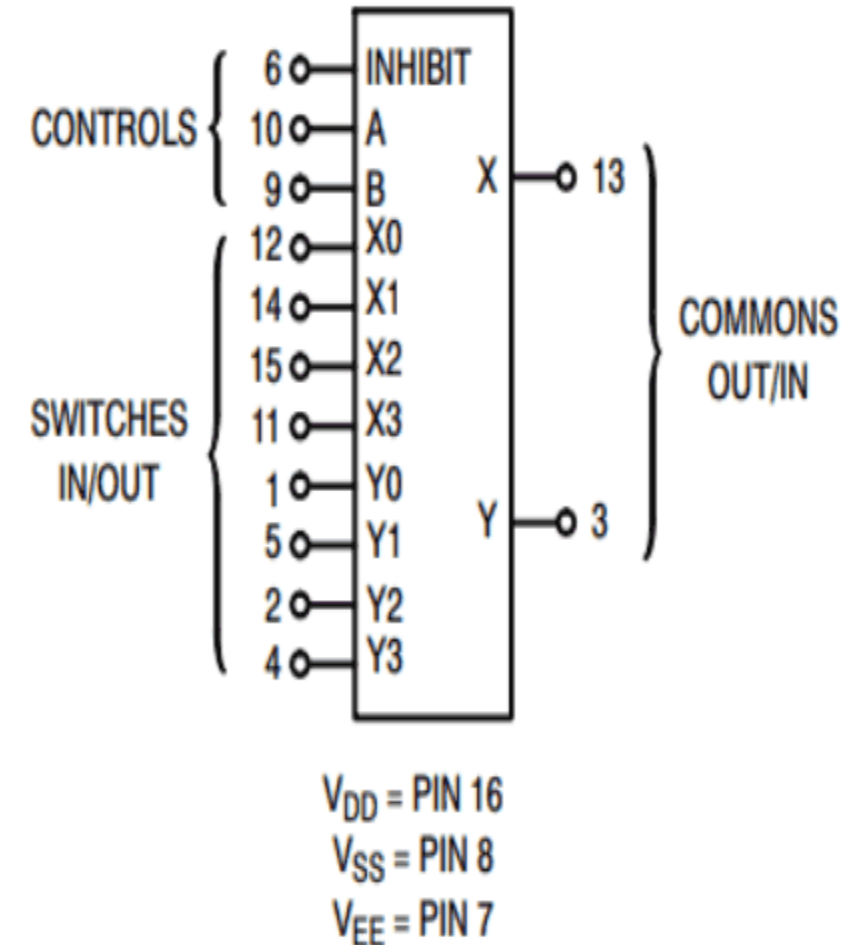 CONTROLS
6 INHIBIT
10 A
9 B
SWITCHES
IN/OUT
12 X0
14 X1
15 X2
11 X3
1 Y0
5 Y1
2 Y2
4 Y3
X 13
Y 3
COMMONS
OUT/IN
VDD = PIN 16
VSS = PIN 8
VEE = PIN 7